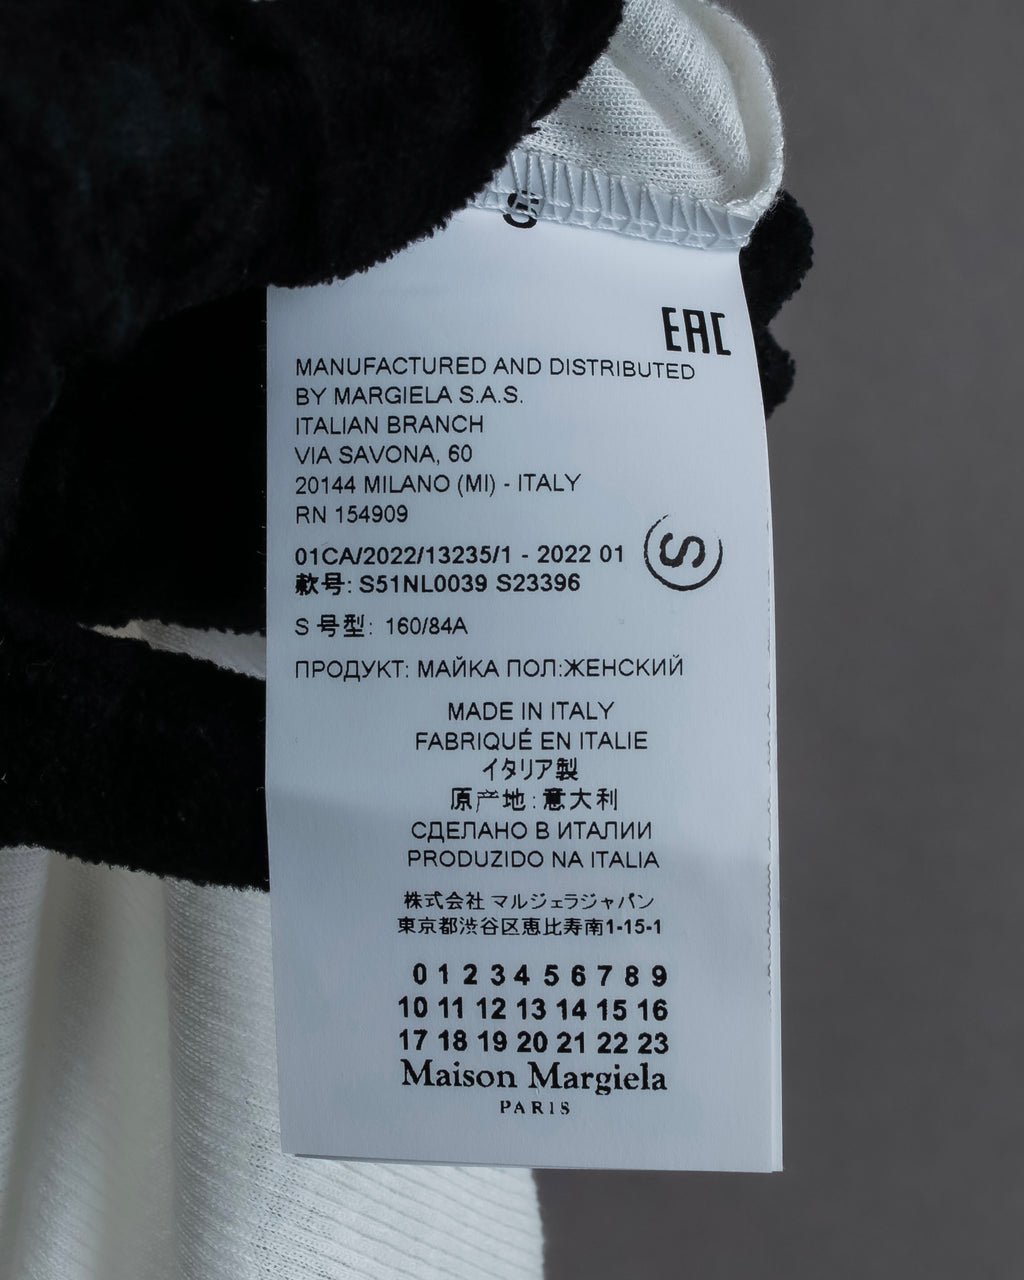 S
EAC
MANUFACTURED AND DISTRIBUTED
BY MARGIELA S.A.S.
ITALIAN BRANCH
VIA SAVONA, 60
20144 MILANO (MI) - ITALY
RN 154909
S
01CA/2022/13235/1 - 2022 01
款号: S51NL0039 S23396
S 号型: 160/84A
ПРОДУКТ: МАЙКА ПОЛ:ЖЕНСКИЙ
MADE IN ITALY
FABRIQUÉ EN ITALIE
イタリア製
原产地:意大利
СДЕЛАНО В ИТАЛИИ
PRODUZIDO NA ITALIA
株式会社 マルジェラジャパン
東京都渋谷区恵比寿南1-15-1
0 1 2 3 4 5 6 7 8 9
10 11 12 13 14 15 16
17 18 19 20 21 22 23
Maison Margiela
PARIS